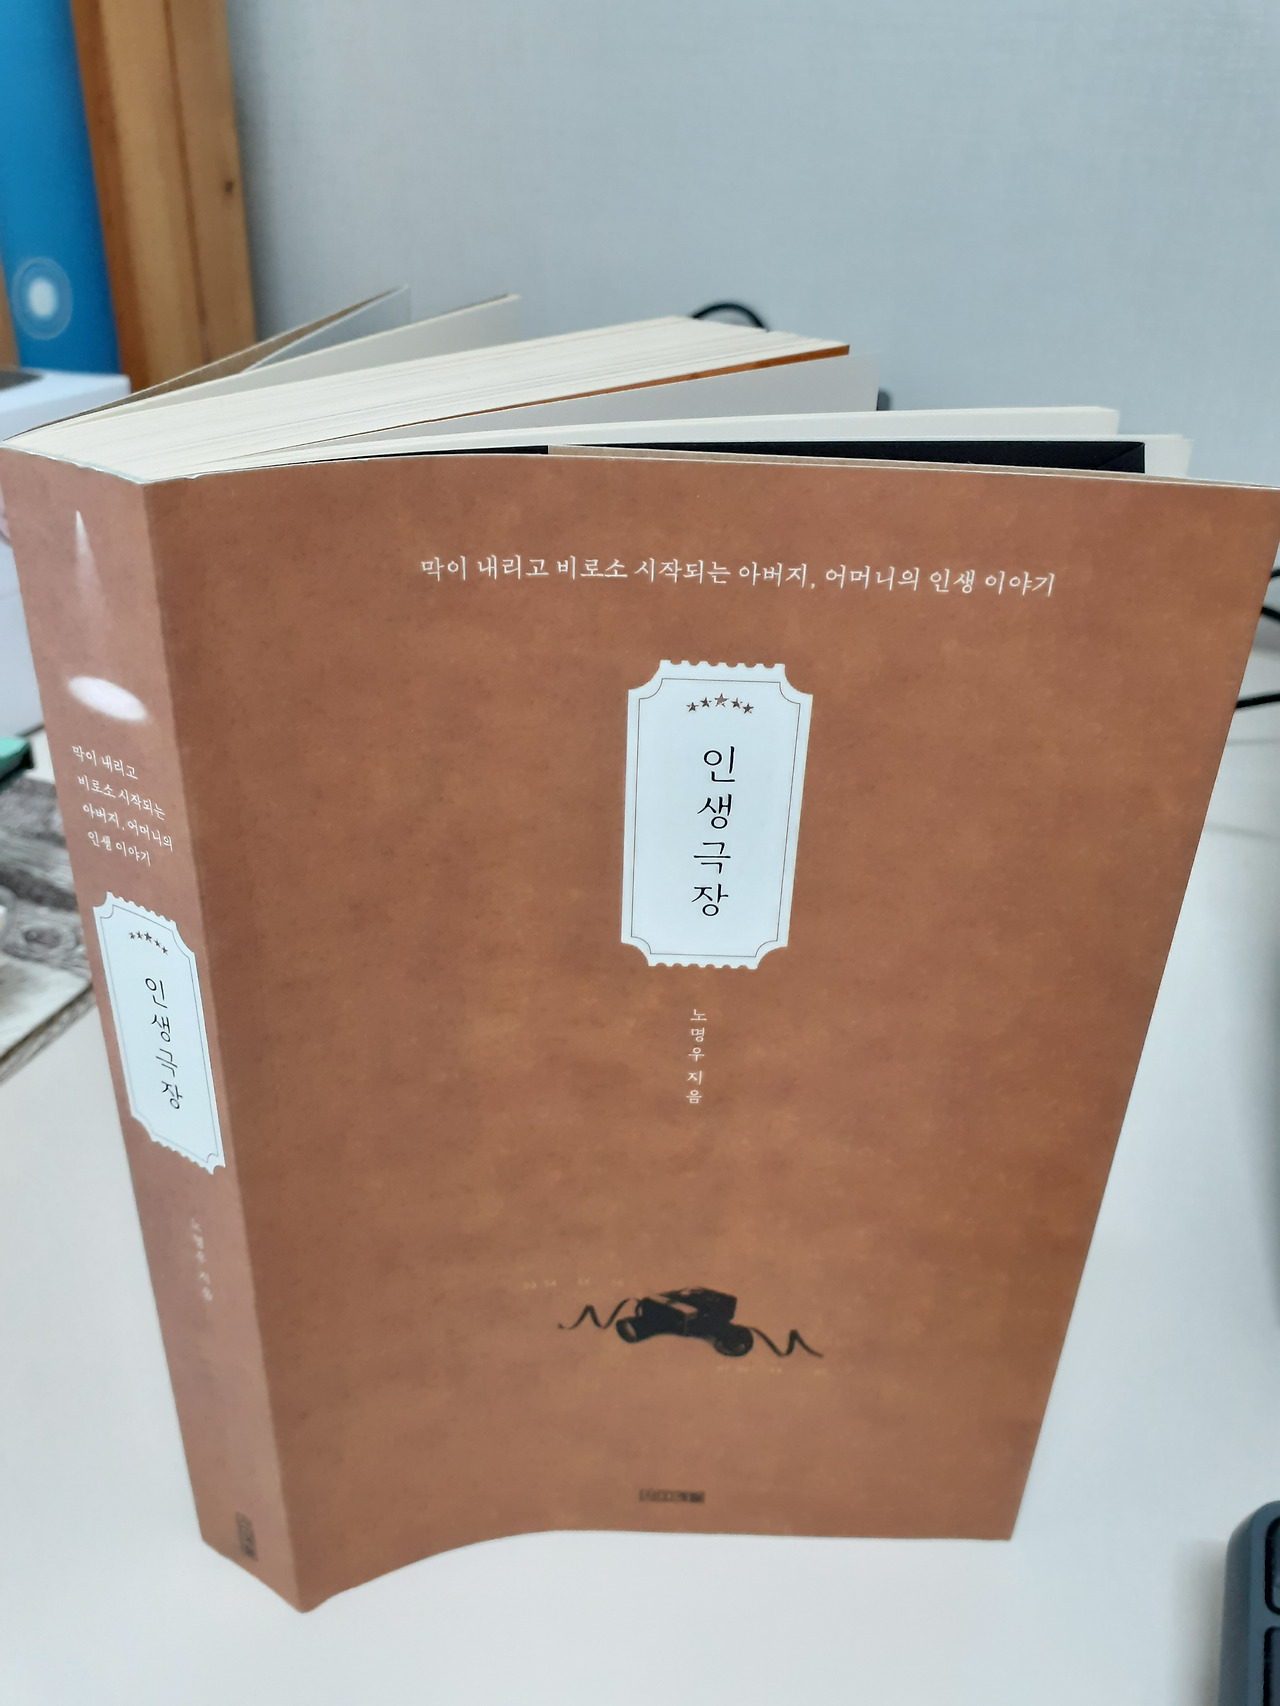 막이 내리고 비로소 시작되는 아버지, 어머니의 인생 이야기
인생극장
노명우 지음
막이 내리고
비로소 시작되는
아버지, 어머니의
인생 이야기
인생극장
노명우 지음